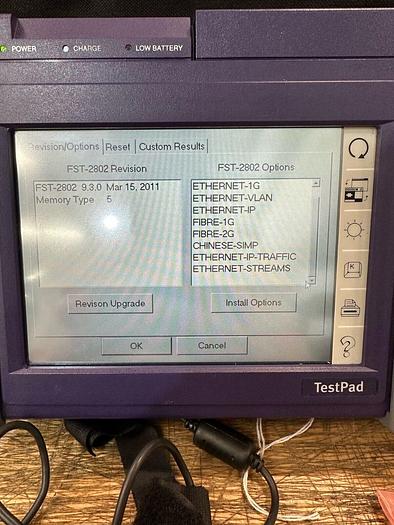 POWER CHARGE LOW BATTERY
Revision/Options Reset Custom Results
FST-2802 Revision
FST-2802 9.3.0 Mar 15, 2011
Memory Type 5
FST-2802 Options
ETHERNET-1G
ETHERNET-VLAN
ETHERNET-IP
FIBRE-1G
FIBRE-2G
CHINESE-SIMP
ETHERNET-IP-TRAFFIC
ETHERNET-STREAMS
Revison Upgrade
Install Options
OK
Cancel
K
?
TestPad